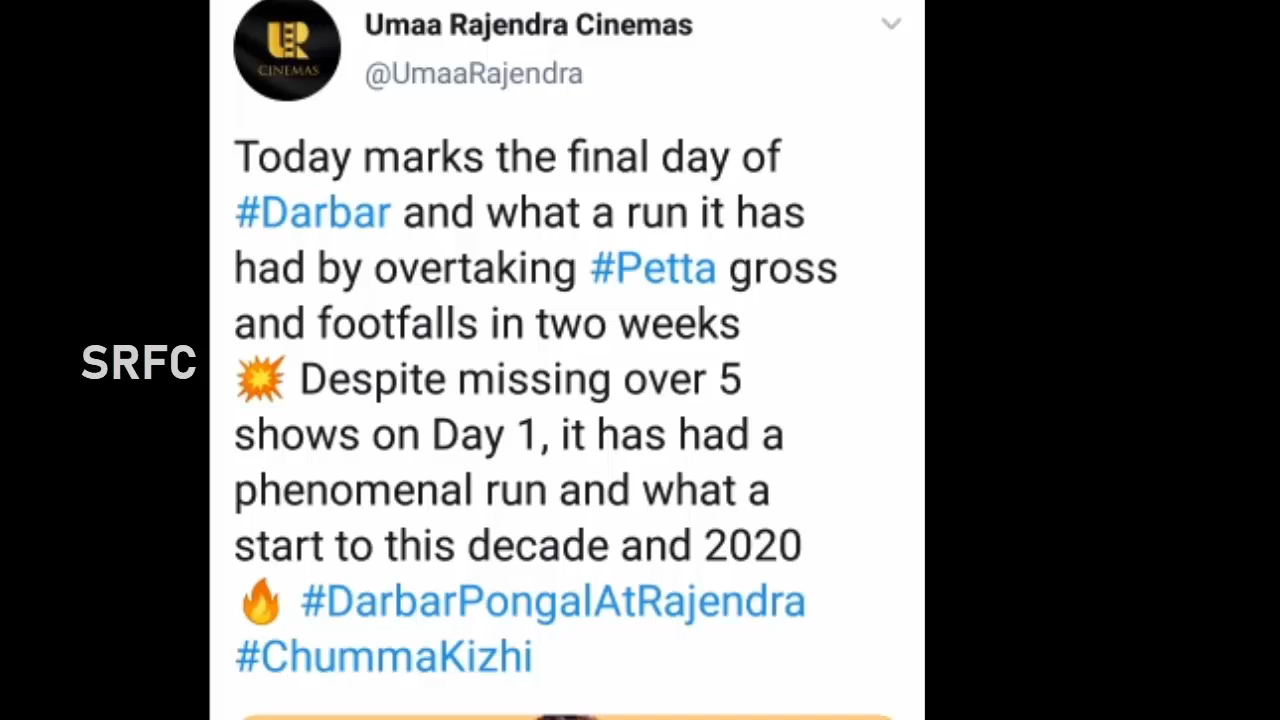 UR
CINEMAS
Umaa Rajendra Cinemas
@UmaaRajendra
Today marks the final day of
#Darbar and what a run it has
had by overtaking #Petta gross
and footfalls in two weeks
💥 Despite missing over 5
shows on Day 1, it has had a
phenomenal run and what a
start to this decade and 2020
🔥 #DarbarPongalAtRajendra
#ChummaKizhi
SRFC